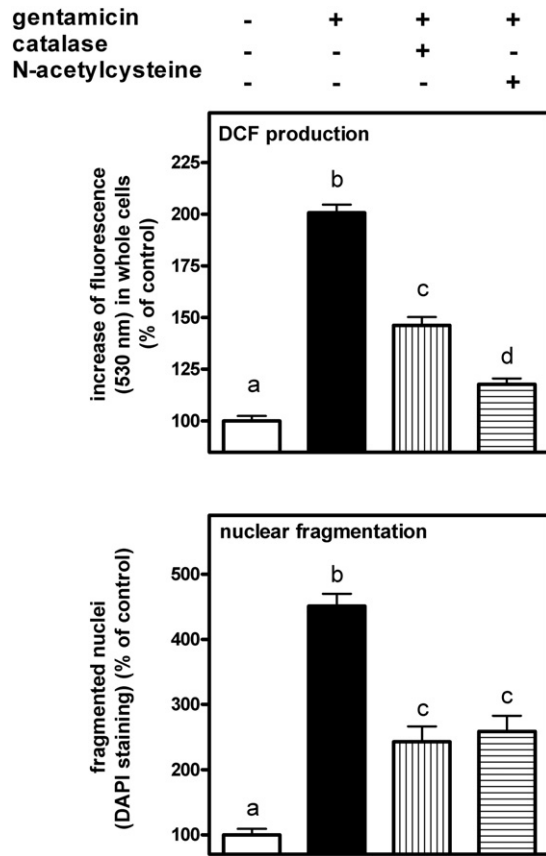 gentamicin - + + +
catalase - - + -
N-acetylcysteine - - - +
DCF production
increase of fluorescence
(530 nm) in whole cells
(% of control)
225
200
175
150
125
100
a
b
c
d
nuclear fragmentation
fragmented nuclei
(DAPI staining) (% of control)
500
400
300
200
100
a
b
c
c